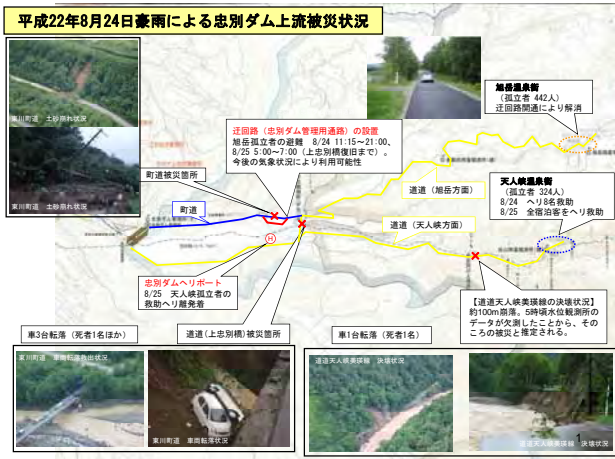 平成22年8月24日豪雨による忠別ダム上流被災状況
東川町道 土砂崩れ状況
東川町道 土砂崩れ状況
旭岳温泉街
(孤立者 442人)
迂回路開通により解消
迂回路(忠別ダム管理用通路)の設置
旭岳孤立者の避難 8/24 11:15~21:00、
8/25 5:00~7:00(上忠別橋復旧まで)。
今後の気象状況により利用可能性
町道被災箇所
町道
道道(旭岳方面)
天人峡温泉街
(孤立者 324人)
8/24 ヘリ8名救助
8/25 全宿泊客をヘリ救助
道道(天人峡方面)
H
忠別ダムヘリポート
8/25 天人峡孤立者の
救助ヘリ離発着
道道(上忠別橋)被災箇所
【道道天人峡美瑛線の決壊状況】
約100m崩落。5時頃水位観測所の
データが欠測したことから、その
ころの被災と推定される。
車3台転落(死者1名ほか)
車1台転落(死者1名)
東川町道 車両転落救出状況
東川町道 車両転落状況
道道天人峡美瑛線 決壊状況
道道天人峡美瑛線 決壊状況
1